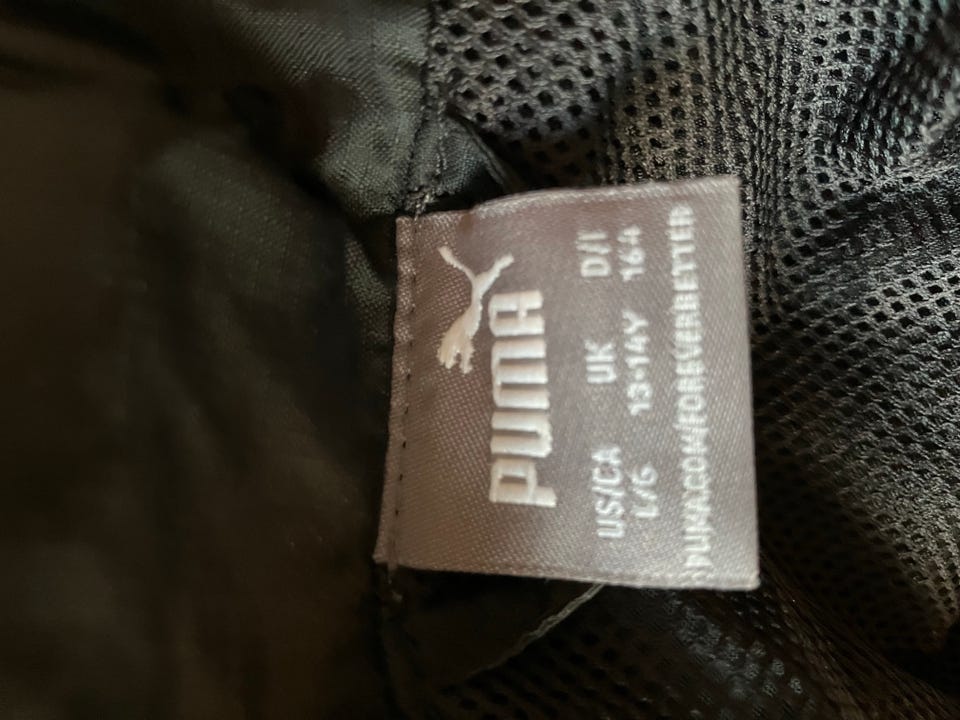 PUMA
US/CA UK D/I
L/G 13-14Y 164
PUMA.COM/FOREVERBETTER